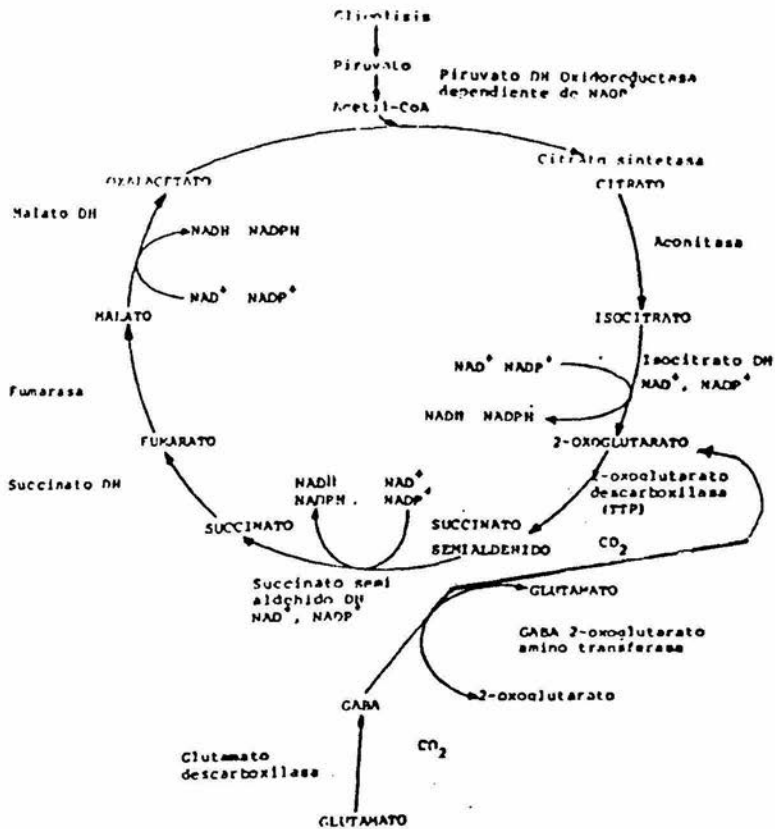 Glicolisis
Piruvato
Acetil-CoA
Piruvato DH Oxidoreductasa
dependiente de NADP⁺
Citrato sintetasa
OXALACETATO
CITRATO
Malato DH
Aconitasa
NADH NADPH
NAD⁺ NADP⁺
MALATO
ISOCITRATO
NAD⁺ NADP⁺
Isocitrato DH
NAD⁺, NADP⁺
NADH NADPH
Fumarasa
FUMARATO
2-OXOGLUTARATO
Succinato DH
NADH NAD⁺
NADPH NADP⁺
2-oxoglutarato
descarboxilasa
(TTP)
SUCCINATO
SUCCINATO
SEMIALDEHIDO
CO₂
Succinato semi
aldehido DH
NAD⁺, NADP⁺
GLUTAMATO
GABA 2-oxoglutarato
amino transferasa
2-oxoglutarato
GABA
CO₂
Glutamato
descarboxilasa
GLUTAMATO